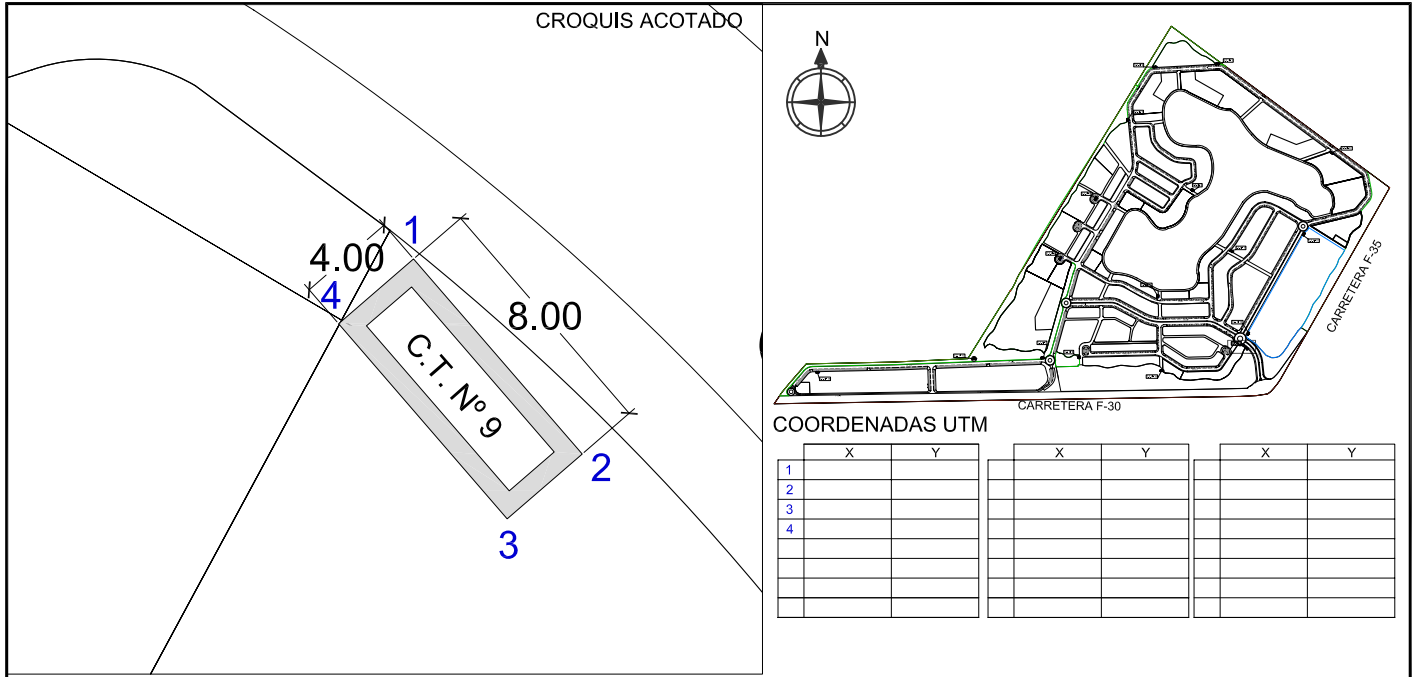 CROQUIS ACOTADO
1
4.00
4
8.00
C.T. Nº 9
2
3
N
CARRETERA F-35
CARRETERA F-30
COORDENADAS UTM
X Y X Y X Y
1
2
3
4